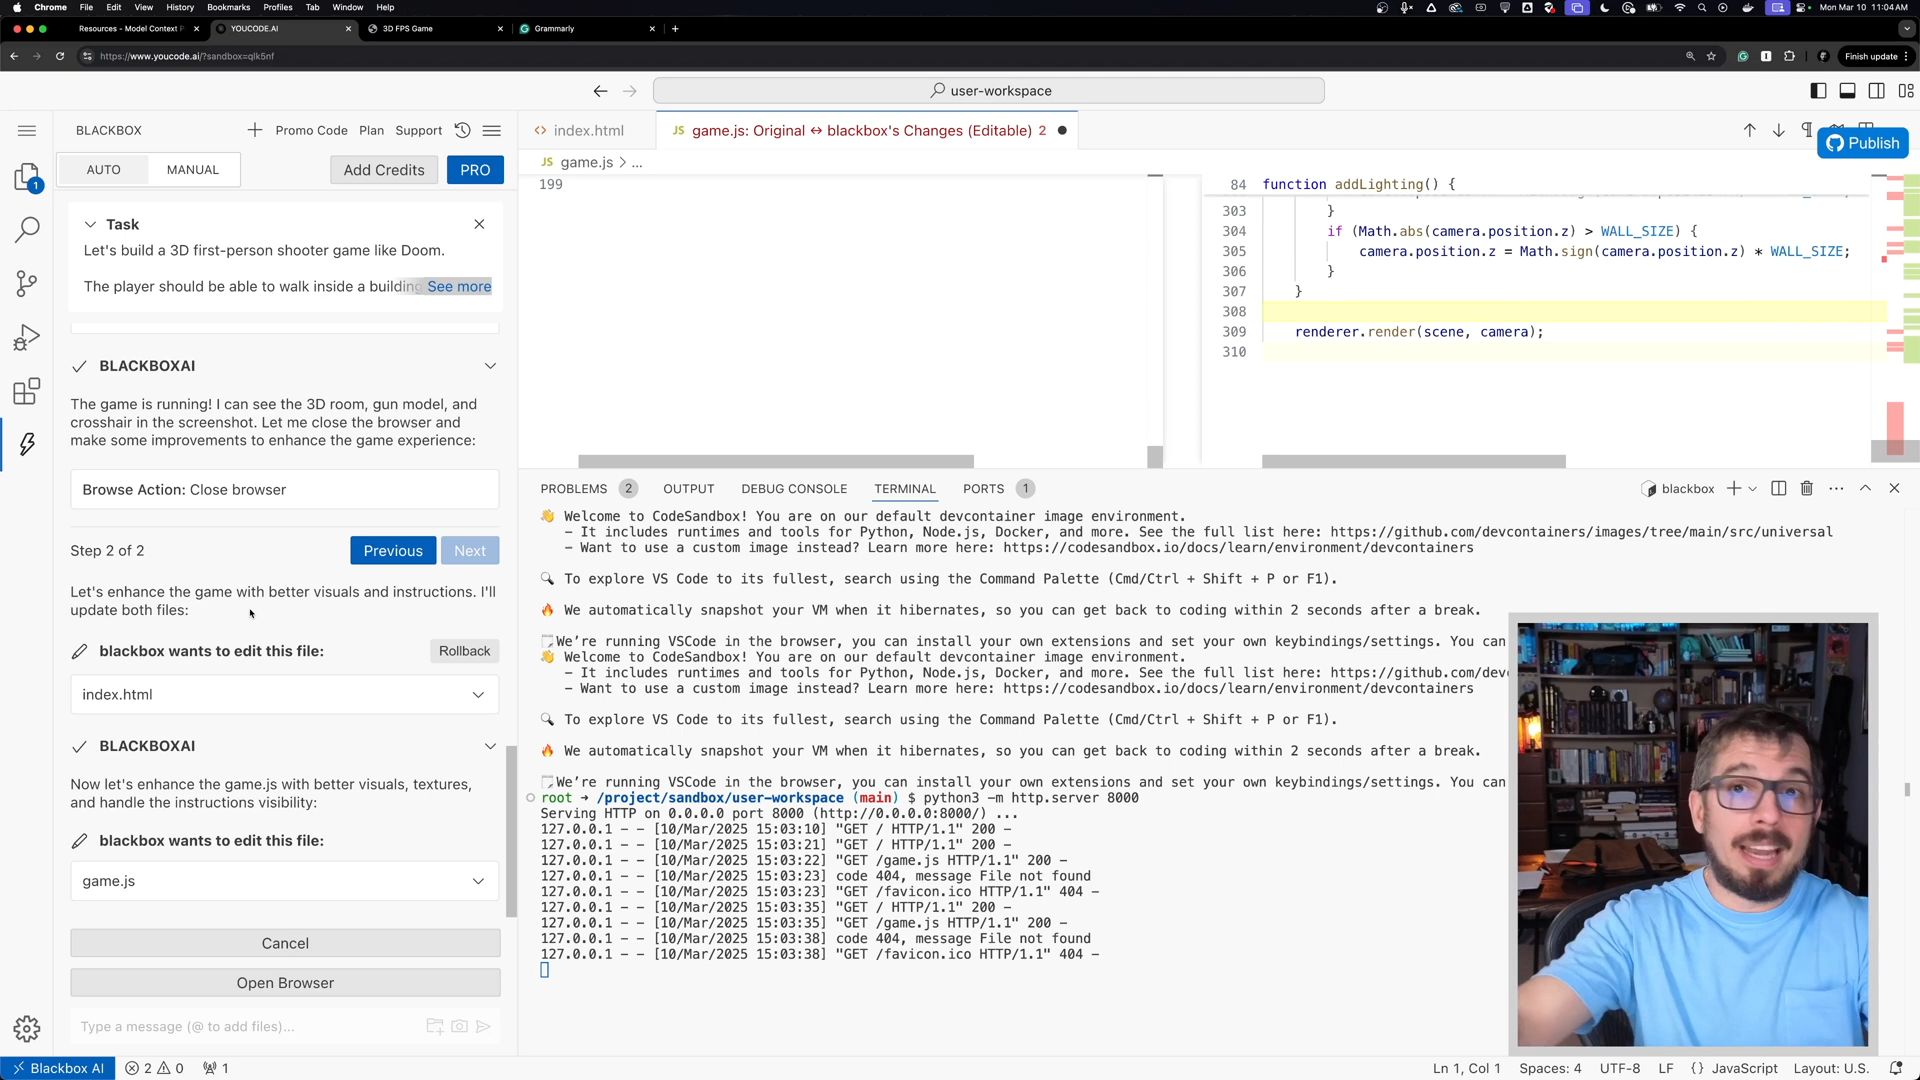 Chrome File Edit View History Bookmarks Profiles Tab Window Help
Mon Mar 10 11:04 AM
Resources - Model Context P
YOUCODE.AI
3D FPS Game
Grammarly
https://www.youcode.ai/?sandbox=qlk5nf
Finish update
user-workspace
BLACKBOX
Promo Code Plan Support
index.html
JS game.js: Original ↔ blackbox's Changes (Editable) 2
Publish
AUTO MANUAL
Add Credits
PRO
JS game.js > ...
1
199
84 function addLighting() {
Task
Let's build a 3D first-person shooter game like Doom.
The player should be able to walk inside a building See more
303 }
304 if (Math.abs(camera.position.z) > WALL_SIZE) {
305 camera.position.z = Math.sign(camera.position.z) * WALL_SIZE;
306 }
307 }
308
309 renderer.render(scene, camera);
310
BLACKBOXAI
The game is running! I can see the 3D room, gun model, and
crosshair in the screenshot. Let me close the browser and
make some improvements to enhance the game experience:
Browse Action: Close browser
Step 2 of 2
Previous Next
Let's enhance the game with better visuals and instructions. I'll
update both files:
blackbox wants to edit this file:
Rollback
index.html
BLACKBOXAI
Now let's enhance the game.js with better visuals, textures,
and handle the instructions visibility:
blackbox wants to edit this file:
game.js
Cancel
Open Browser
Type a message (@ to add files)...
PROBLEMS 2 OUTPUT DEBUG CONSOLE TERMINAL PORTS 1
blackbox
👋 Welcome to CodeSandbox! You are on our default devcontainer image environment.
- It includes runtimes and tools for Python, Node.js, Docker, and more. See the full list here: https://github.com/devcontainers/images/tree/main/src/universal
- Want to use a custom image instead? Learn more here: https://codesandbox.io/docs/learn/environment/devcontainers
🔍 To explore VS Code to its fullest, search using the Command Palette (Cmd/Ctrl + Shift + P or F1).
🔥 We automatically snapshot your VM when it hibernates, so you can get back to coding within 2 seconds after a break.
We're running VSCode in the browser, you can install your own extensions and set your own keybindings/settings. You can
👋 Welcome to CodeSandbox! You are on our default devcontainer image environment.
- It includes runtimes and tools for Python, Node.js, Docker, and more. See the full list here: https://github.com/dev
- Want to use a custom image instead? Learn more here: https://codesandbox.io/docs/learn/environment/devcontainers
🔍 To explore VS Code to its fullest, search using the Command Palette (Cmd/Ctrl + Shift + P or F1).
🔥 We automatically snapshot your VM when it hibernates, so you can get back to coding within 2 seconds after a break.
We're running VSCode in the browser, you can install your own extensions and set your own keybindings/settings. You can
root ➜ /project/sandbox/user-workspace (main) $ python3 -m http.server 8000
Serving HTTP on 0.0.0.0 port 8000 (http://0.0.0.0:8000/) ...
127.0.0.1 - - [10/Mar/2025 15:03:10] "GET / HTTP/1.1" 200 -
127.0.0.1 - - [10/Mar/2025 15:03:21] "GET / HTTP/1.1" 200 -
127.0.0.1 - - [10/Mar/2025 15:03:22] "GET /game.js HTTP/1.1" 200 -
127.0.0.1 - - [10/Mar/2025 15:03:23] code 404, message File not found
127.0.0.1 - - [10/Mar/2025 15:03:23] "GET /favicon.ico HTTP/1.1" 404 -
127.0.0.1 - - [10/Mar/2025 15:03:35] "GET / HTTP/1.1" 200 -
127.0.0.1 - - [10/Mar/2025 15:03:35] "GET /game.js HTTP/1.1" 200 -
127.0.0.1 - - [10/Mar/2025 15:03:38] code 404, message File not found
127.0.0.1 - - [10/Mar/2025 15:03:38] "GET /favicon.ico HTTP/1.1" 404 -
Blackbox AI
2 0
1
Ln 1, Col 1 Spaces: 4 UTF-8 LF {} JavaScript Layout: U.S.